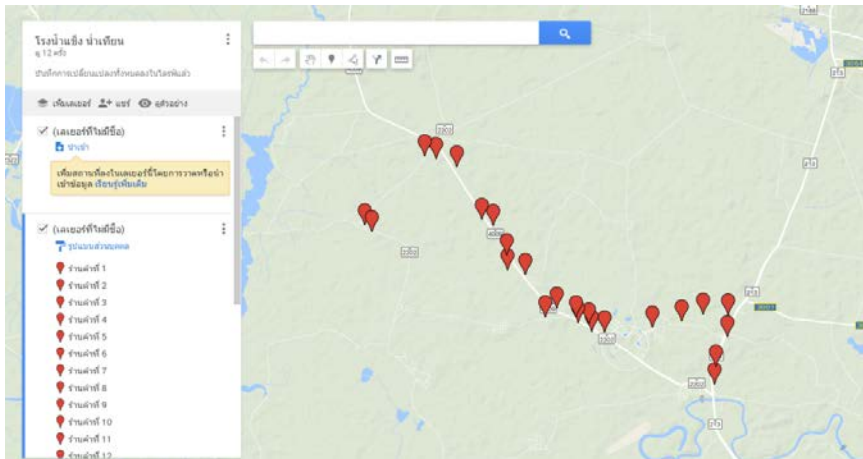 โรงน้ำแข็ง น่าเทียน
ดู 12 ครั้ง
บันทึกการเปลี่ยนแปลงทั้งหมดลงในไดรฟ์แล้ว
เพิ่มเลเยอร์ แชร์ ดูตัวอย่าง
(เลเยอร์ที่ไม่มีชื่อ)
นำเข้า
เพิ่มสถานที่ลงในเลเยอร์นี้โดยการวาดหรือนำ
เข้าข้อมูล เรียนรู้เพิ่มเติม
(เลเยอร์ที่ไม่มีชื่อ)
รูปแบบส่วนบุคคล
ร้านค้าที่ 1
ร้านค้าที่ 2
ร้านค้าที่ 3
ร้านค้าที่ 4
ร้านค้าที่ 5
ร้านค้าที่ 6
ร้านค้าที่ 7
ร้านค้าที่ 8
ร้านค้าที่ 9
ร้านค้าที่ 10
ร้านค้าที่ 11
ร้านค้าที่ 12